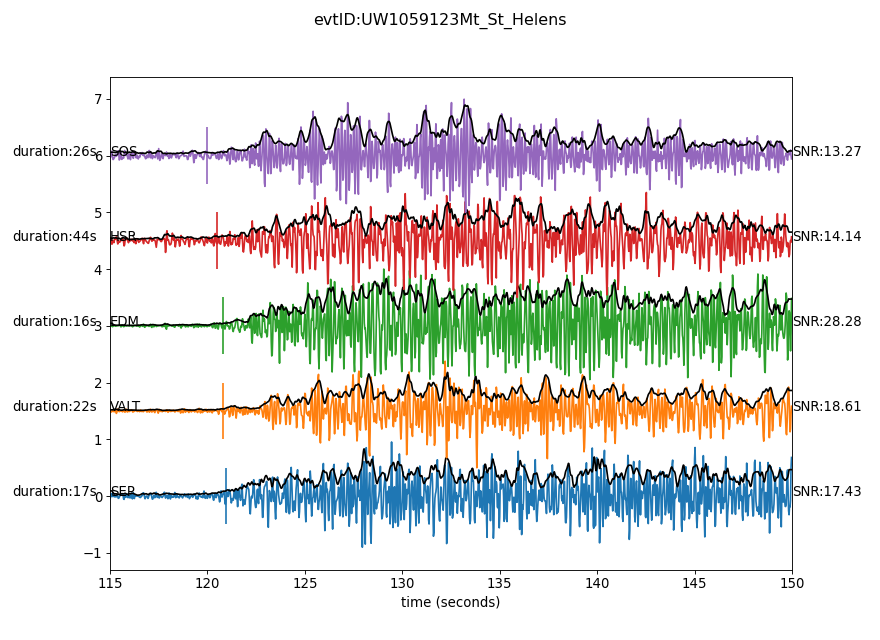 evtID:UW1059123Mt_St_Helens
7
duration:26s SOS SNR:13.27
6
5
duration:44s HSR SNR:14.14
4
duration:16s EDM SNR:28.28
3
2
duration:22s VALT SNR:18.61
1
duration:17s SEP SNR:17.43
0
−1
115 120 125 130 135 140 145 150
time (seconds)